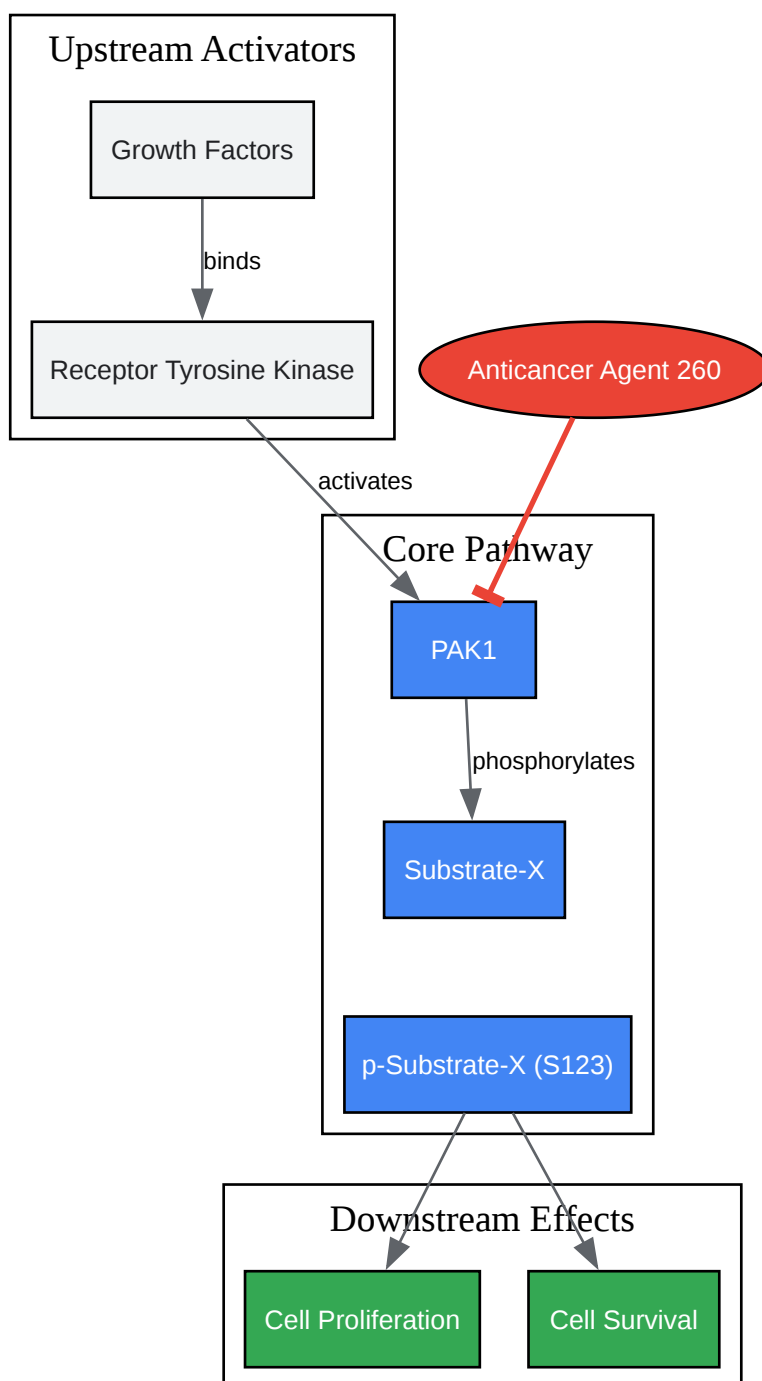 Upstream Activators
Growth Factors
binds
Receptor Tyrosine Kinase
Anticancer Agent 260
activates
Core Pathway
PAK1
phosphorylates
Substrate-X
p-Substrate-X (S123)
Downstream Effects
Cell Proliferation
Cell Survival